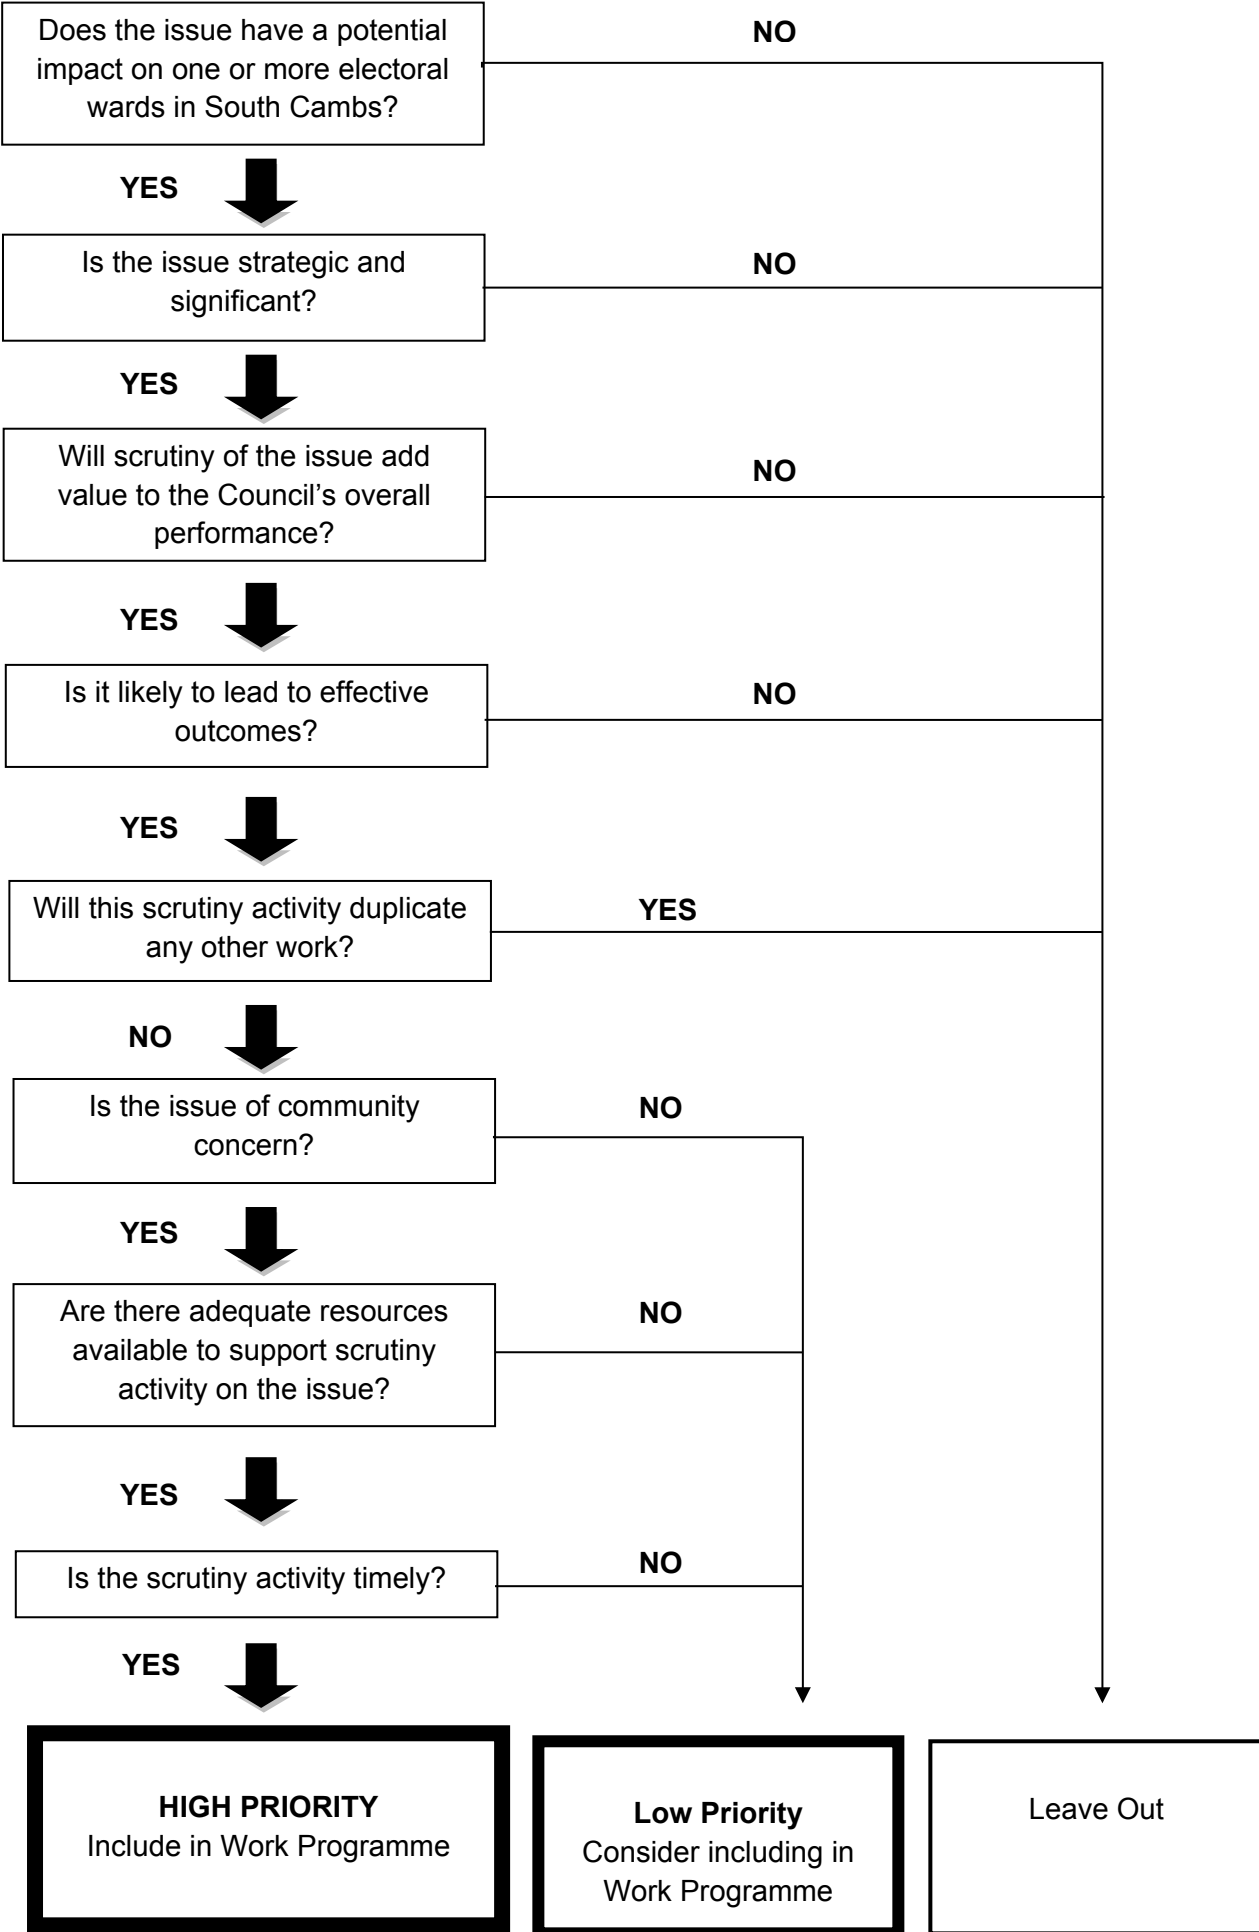 Does the issue have a potential
impact on one or more electoral
wards in South Cambs?
NO
YES
Is the issue strategic and
significant?
NO
YES
Will scrutiny of the issue add
value to the Council’s overall
performance?
NO
YES
Is it likely to lead to effective
outcomes?
NO
YES
Will this scrutiny activity duplicate
any other work?
YES
NO
Is the issue of community
concern?
NO
YES
Are there adequate resources
available to support scrutiny
activity on the issue?
NO
YES
Is the scrutiny activity timely?
NO
YES
HIGH PRIORITY
Include in Work Programme
Low Priority
Consider including in
Work Programme
Leave Out